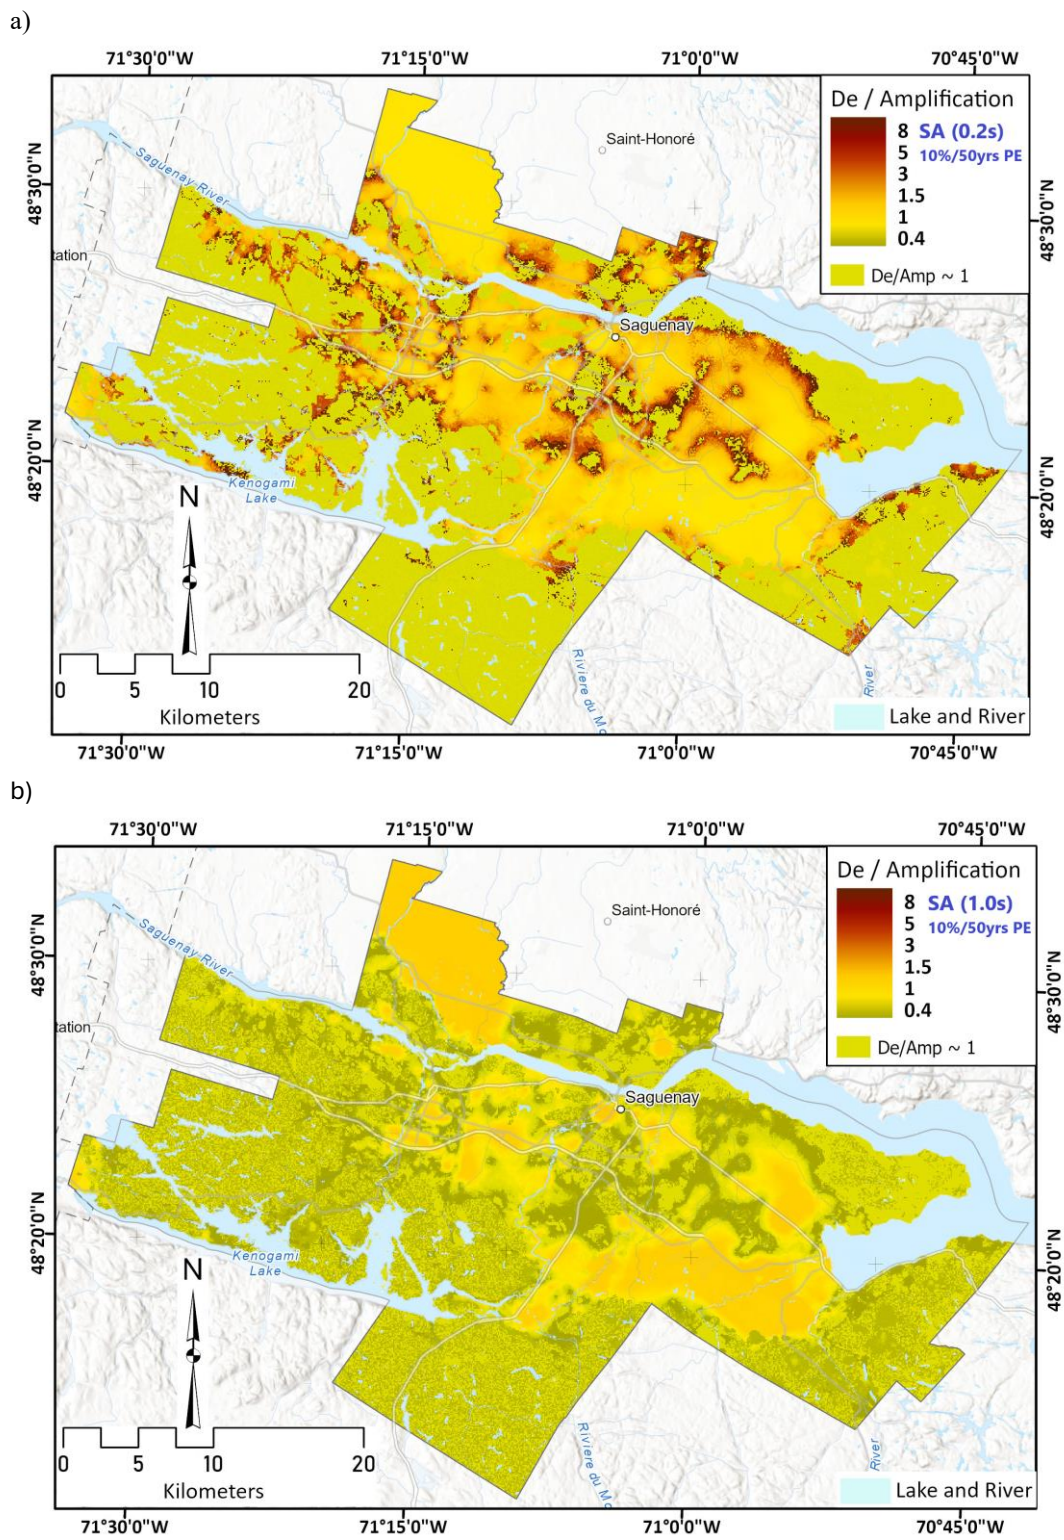 a)
71°30'0"W 71°15'0"W 71°0'0"W 70°45'0"W
De / Amplification
8 SA (0.2s)
5 10%/50yrs PE
3
1.5
1
0.4
De/Amp ~ 1
Saint-Honoré
Saguenay River
48°30'0"N
48°30'0"N
tation
Saguenay
48°20'0"N
48°20'0"N
Kenogami
Lake
N
0 5 10 20
Kilometers
Riviere du Mo
River
Lake and River
71°30'0"W 71°15'0"W 71°0'0"W 70°45'0"W
b)
71°30'0"W 71°15'0"W 71°0'0"W 70°45'0"W
De / Amplification
8 SA (1.0s)
5 10%/50yrs PE
3
1.5
1
0.4
De/Amp ~ 1
Saint-Honoré
Saguenay River
48°30'0"N
48°30'0"N
tation
Saguenay
48°20'0"N
48°20'0"N
Kenogami
Lake
N
0 5 10 20
Kilometers
Riviere du Mo
River
Lake and River
71°30'0"W 71°15'0"W 71°0'0"W 70°45'0"W